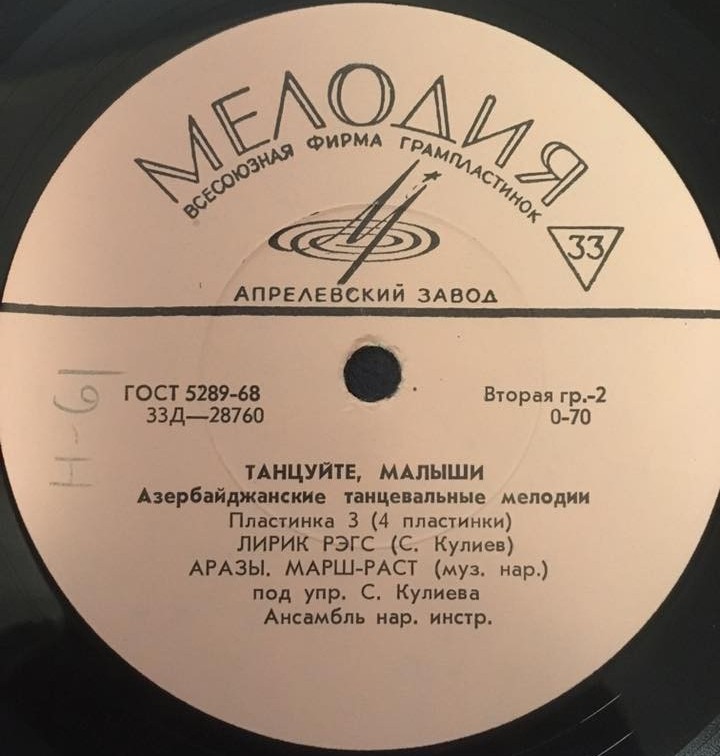 МЕЛОДИЯ
ВСЕСОЮЗНАЯ ФИРМА ГРАМПЛАСТИНОК
33
АПРЕЛЕВСКИЙ ЗАВОД
ГОСТ 5289-68
33Д—28760
Вторая гр.-2
0-70
Н-61
ТАНЦУЙТЕ, МАЛЫШИ
Азербайджанские танцевальные мелодии
Пластинка 3 (4 пластинки)
ЛИРИК РЭГС (С. Кулиев)
АРАЗЫ. МАРШ-РАСТ (муз. нар.)
под упр. С. Кулиева
Ансамбль нар. инстр.